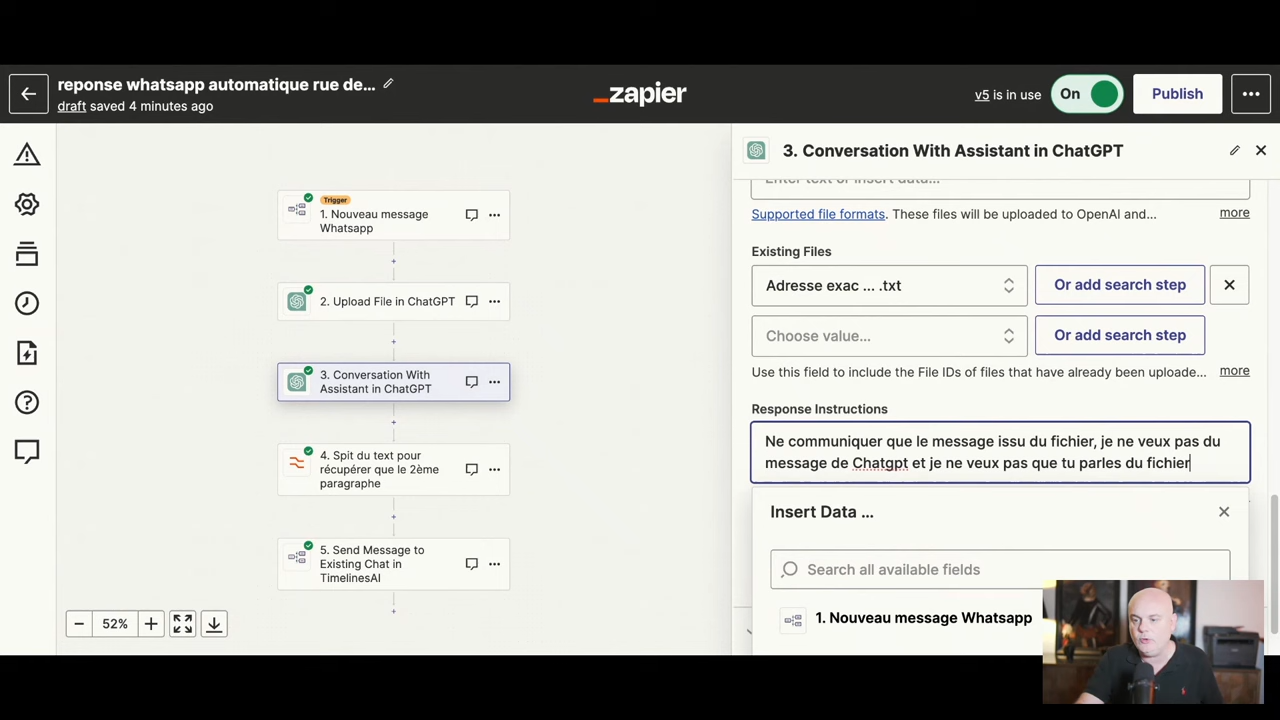 reponse whatsapp automatique rue de...
draft saved 4 minutes ago
zapier
v5 is in use
On
Publish
Trigger
1. Nouveau message
Whatsapp
2. Upload File in ChatGPT
3. Conversation With
Assistant in ChatGPT
4. Spit du text pour
récupérer que le 2ème
paragraphe
5. Send Message to
Existing Chat in
TimelinesAI
52%
3. Conversation With Assistant in ChatGPT
Enter text or insert data...
Supported file formats. These files will be uploaded to OpenAI and... more
Existing Files
Adresse exac ... .txt
Or add search step
Choose value...
Or add search step
Use this field to include the File IDs of files that have already been uploade... more
Response Instructions
Ne communiquer que le message issu du fichier, je ne veux pas du
message de Chatgpt et je ne veux pas que tu parles du fichier
Insert Data ...
Search all available fields
1. Nouveau message Whatsapp